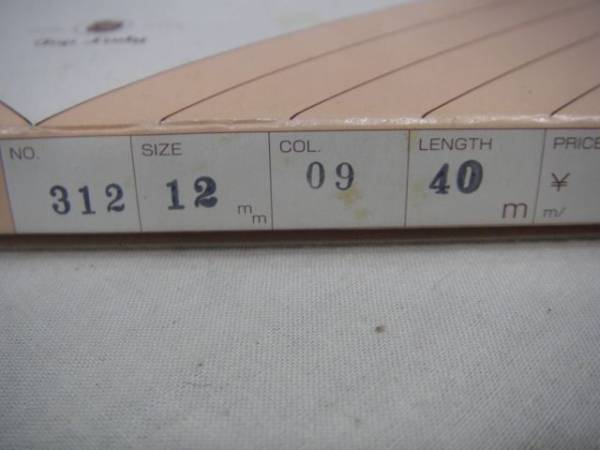 NO. SIZE COL. LENGTH PRICE
312 12 mm 09 40 m ¥ m/